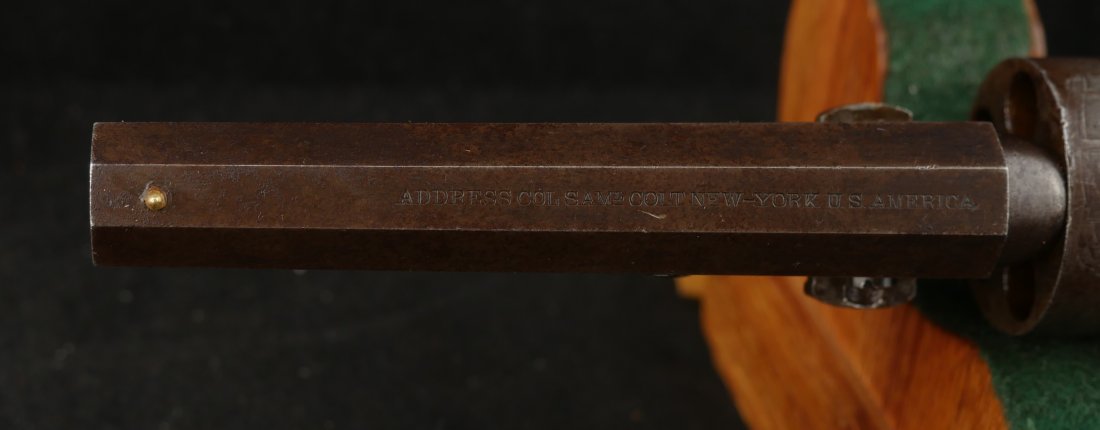 ADDRESS COL SAMˡ COLT NEW-YORK U.S. AMERICA